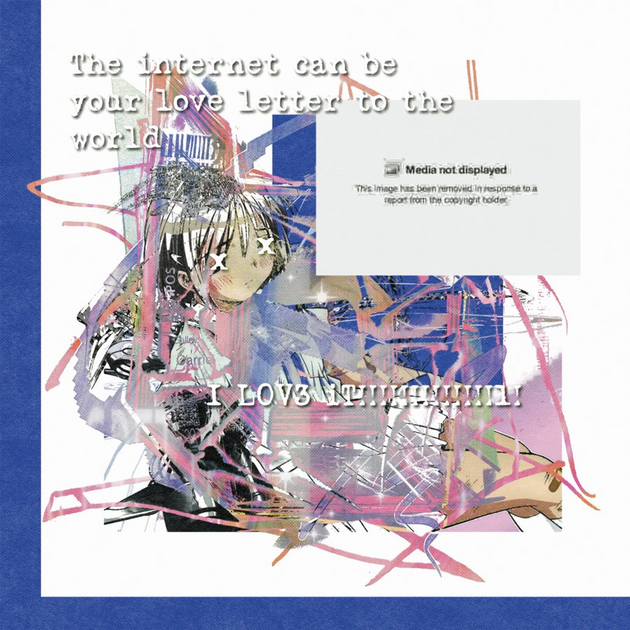 The internet can be
your love letter to the
world
Media not displayed
This image has been removed in response to a
report from the copyright holder.
I LOV3 iT!!!!!!!!!!!!!1!